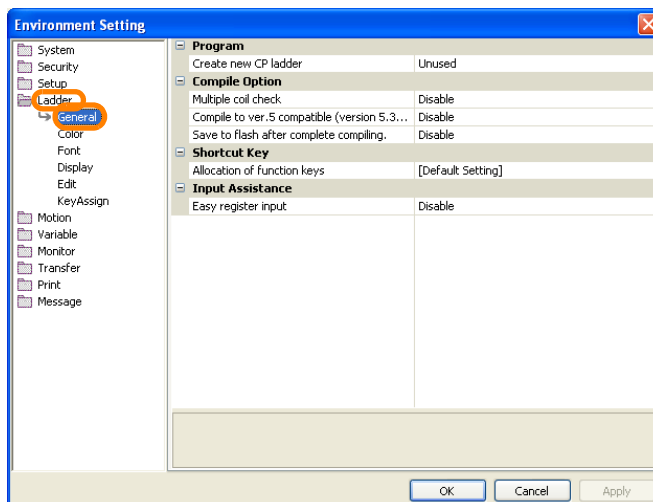 Environment Setting
System
Security
Setup
Ladder
General
Color
Font
Display
Edit
KeyAssign
Motion
Variable
Monitor
Transfer
Print
Message
Program
Create new CP ladder Unused
Compile Option
Multiple coil check Disable
Compile to ver.5 compatible (version 5.3... Disable
Save to flash after complete compiling. Disable
Shortcut Key
Allocation of function keys [Default Setting]
Input Assistance
Easy register input Disable
OK Cancel Apply